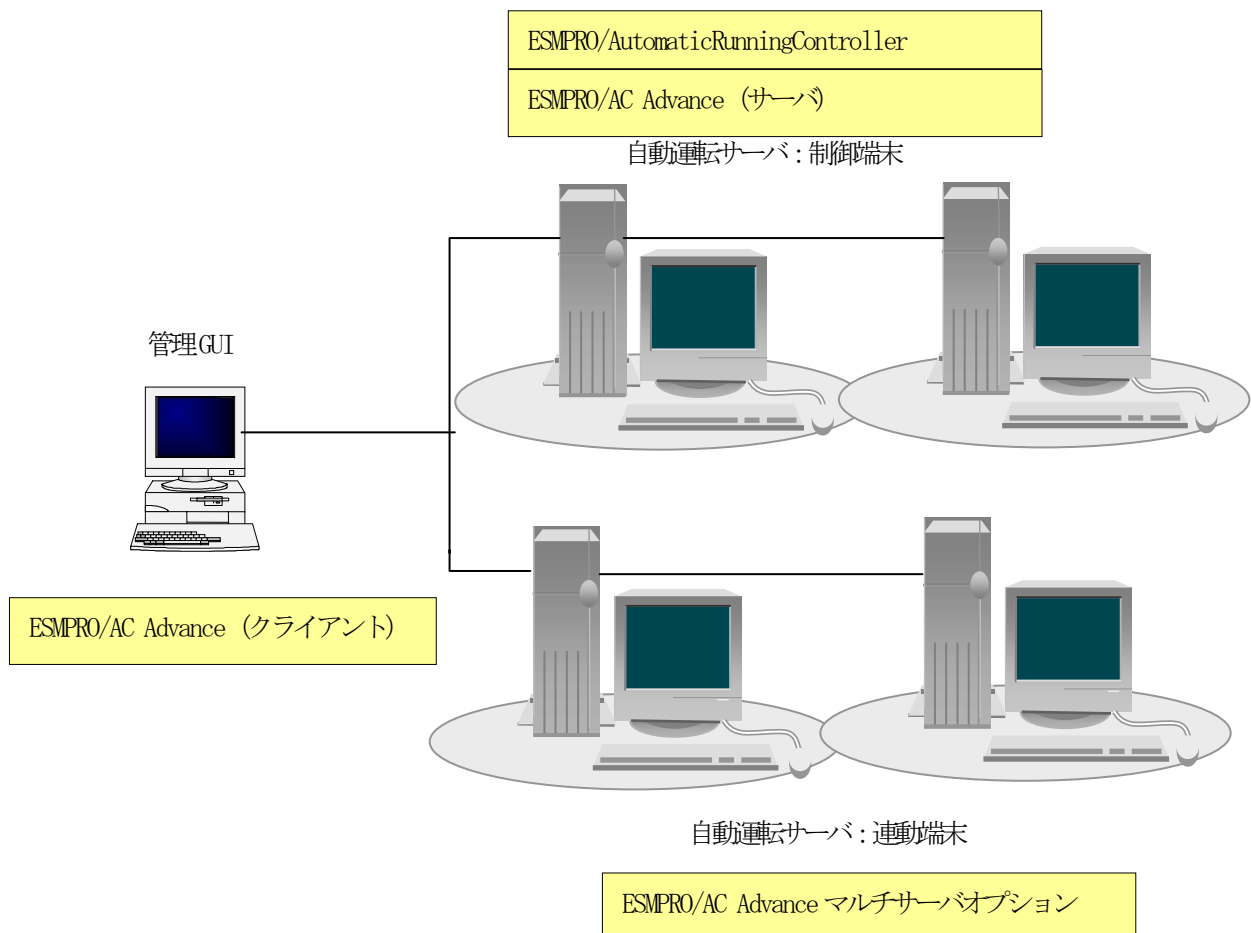 ESMPRO/AutomaticRunningController
ESMPRO/AC Advance (サーバ)
自動運転サーバ:制御端末
管理GUI
ESMPRO/AC Advance (クライアント)
自動運転サーバ:連動端末
ESMPRO/AC Advance マルチサーバオプション